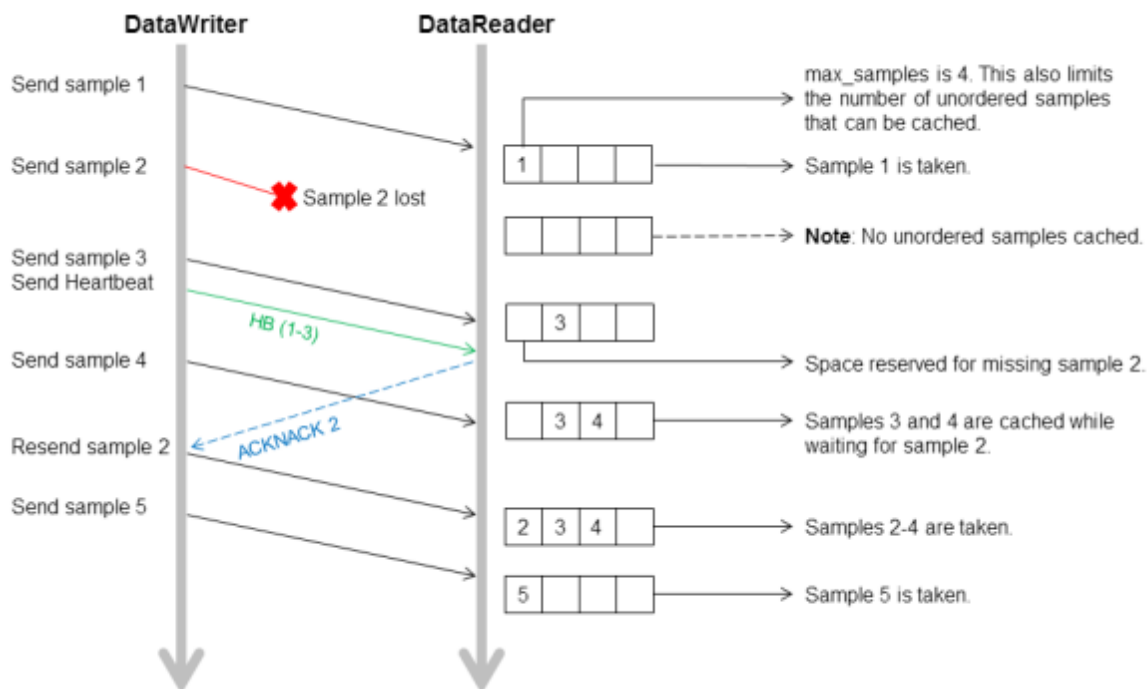 DataWriter
DataReader
Send sample 1
max_samples is 4. This also limits
the number of unordered samples
that can be cached.
1
Sample 1 is taken.
Send sample 2
Sample 2 lost
Note: No unordered samples cached.
Send sample 3
Send Heartbeat
HB (1-3)
3
Space reserved for missing sample 2.
Send sample 4
ACKNACK 2
3 4
Samples 3 and 4 are cached while
waiting for sample 2.
Resend sample 2
Send sample 5
2 3 4
Samples 2-4 are taken.
5
Sample 5 is taken.